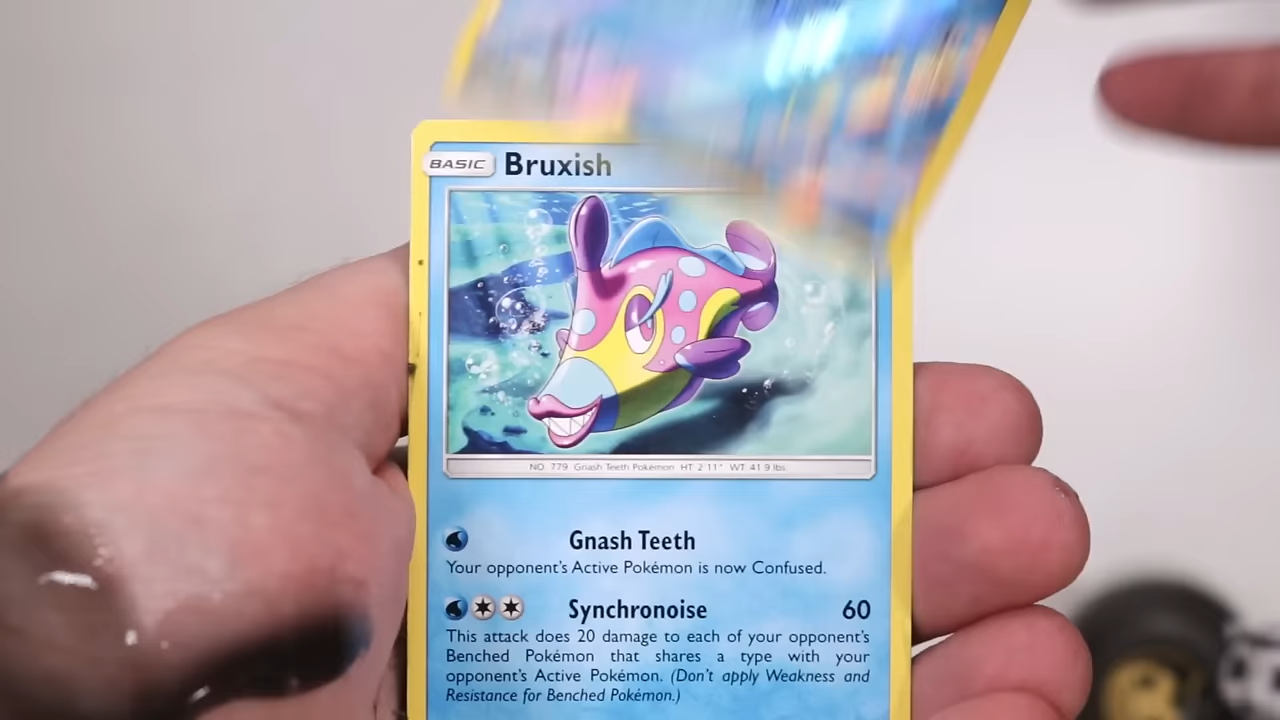 BASIC Bruxish
NO. 779 Gnash Teeth Pokémon HT 2'11" WT 41.9 lbs.
Gnash Teeth
Your opponent's Active Pokémon is now Confused.
Synchronoise 60
This attack does 20 damage to each of your opponent's
Benched Pokémon that shares a type with your
opponent's Active Pokémon. (Don't apply Weakness and
Resistance for Benched Pokémon.)